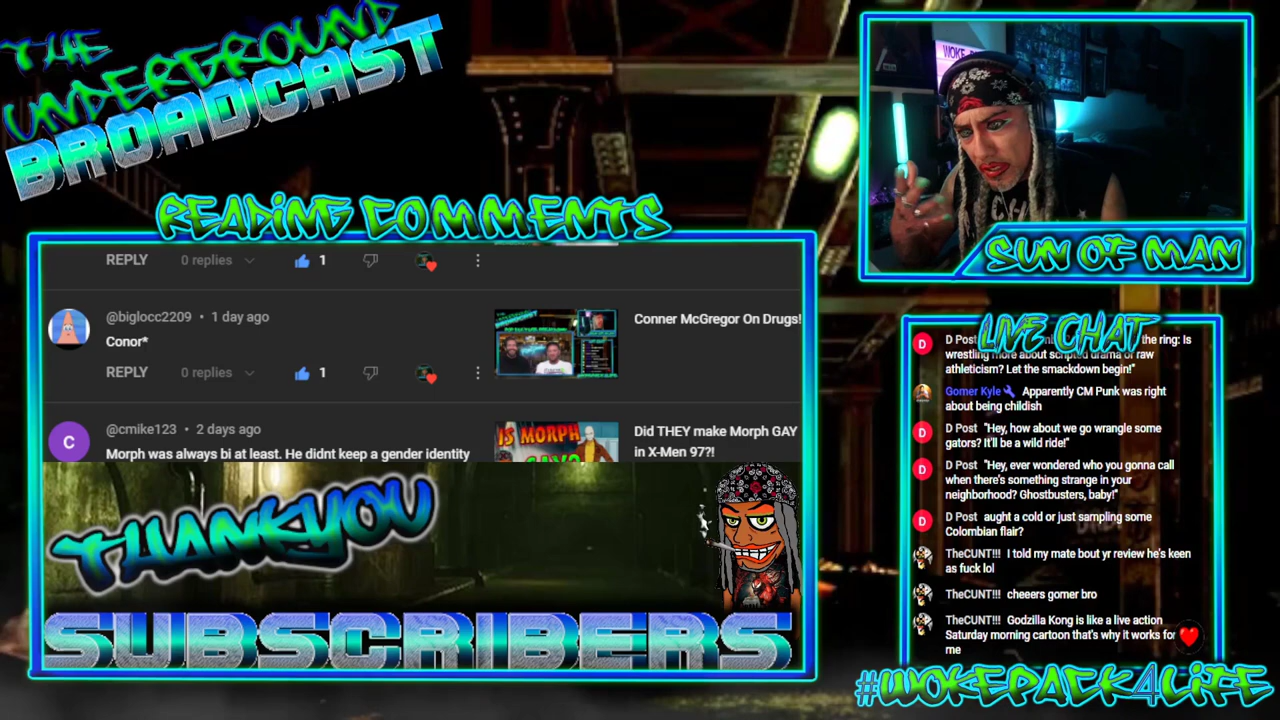 THE
UNDERGROUND
BROADCAST
READING COMMENTS
REPLY 0 replies 1
@biglocc2209 • 1 day ago
Conor*
REPLY 0 replies 1
Conner McGregor On Drugs!
C
@cmike123 • 2 days ago
Morph was always bi at least. He didnt keep a gender identity
IS MORPH
GAY?
Did THEY make Morph GAY
in X-Men 97?!
THANKYOU
SUBSCRIBERS
WOKE
SUN OF MAN
LIVE CHAT
D D Post the ring: Is
wrestling more about scripted drama or raw
athleticism? Let the smackdown begin!"
Gomer Kyle Apparently CM Punk was right
about being childish
D D Post "Hey, how about we go wrangle some
gators? It'll be a wild ride!"
D D Post "Hey, ever wondered who you gonna call
when there's something strange in your
neighborhood? Ghostbusters, baby!"
D D Post aught a cold or just sampling some
Colombian flair?
TheCUNT!!! I told my mate bout yr review he's keen
as fuck lol
TheCUNT!!! cheeers gomer bro
TheCUNT!!! Godzilla Kong is like a live action
Saturday morning cartoon that's why it works for
me
#WOKEPACK4LIFE